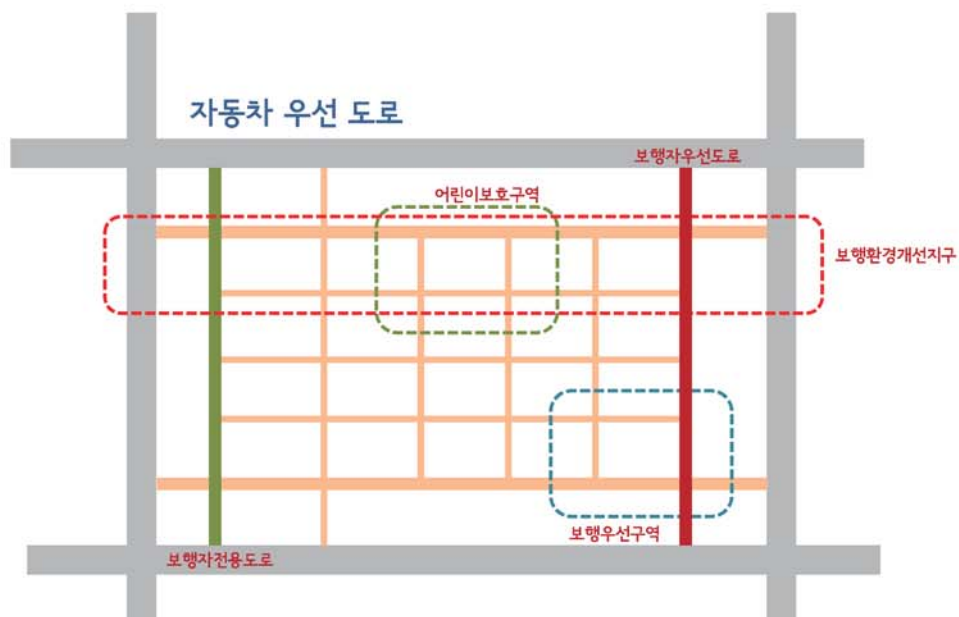 자동차 우선 도로
보행자우선도로
어린이보호구역
보행환경개선지구
보행우선구역
보행자전용도로